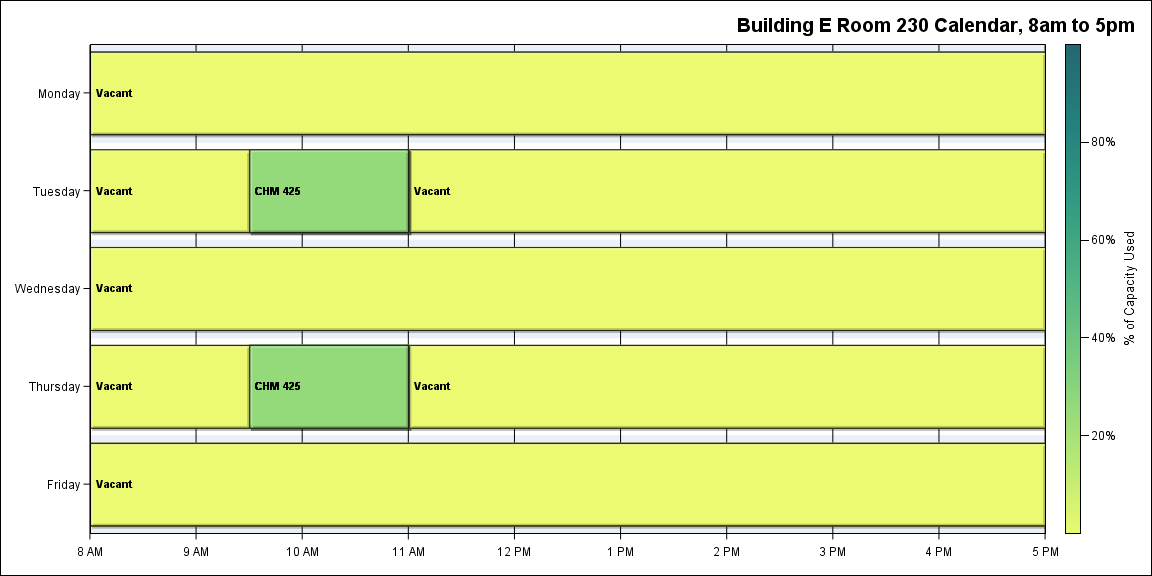 Building E Room 230 Calendar, 8am to 5pm
Monday
Vacant
Tuesday
Vacant
CHM 425
Vacant
Wednesday
Vacant
Thursday
Vacant
CHM 425
Vacant
Friday
Vacant
8 AM 9 AM 10 AM 11 AM 12 PM 1 PM 2 PM 3 PM 4 PM 5 PM
80%
60%
40%
20%
% of Capacity Used